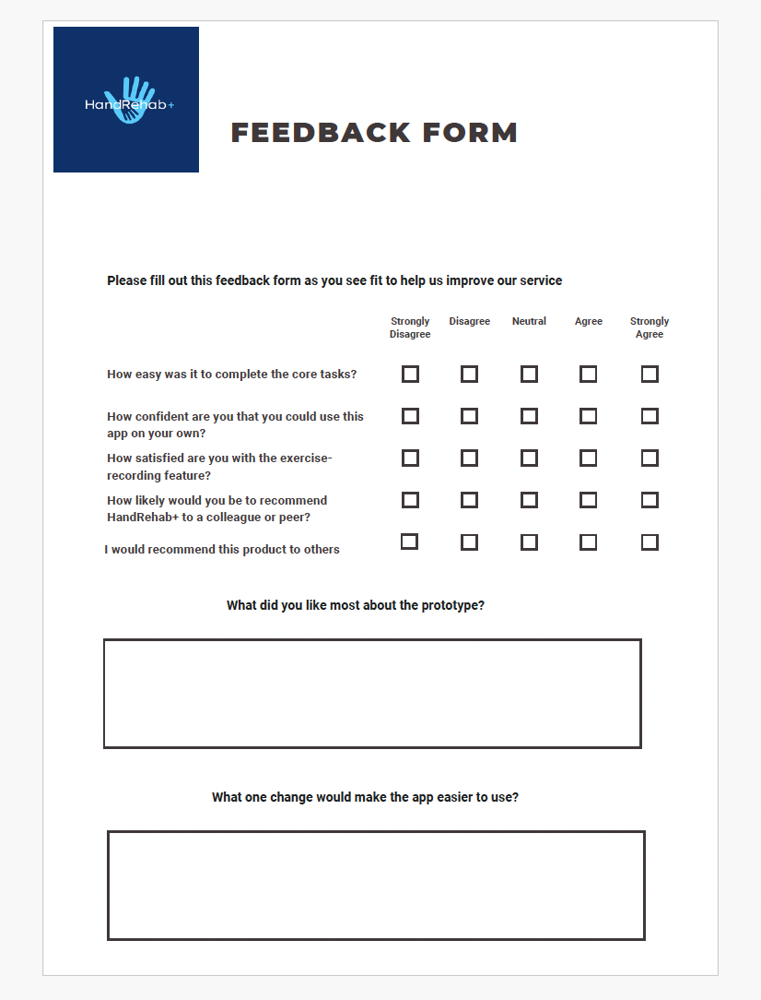 HandRehab+
FEEDBACK FORM
Please fill out this feedback form as you see fit to help us improve our service
Strongly Disagree Neutral Agree Strongly
Disagree Agree
How easy was it to complete the core tasks?
How confident are you that you could use this
app on your own?
How satisfied are you with the exercise-
recording feature?
How likely would you be to recommend
HandRehab+ to a colleague or peer?
I would recommend this product to others
What did you like most about the prototype?
What one change would make the app easier to use?